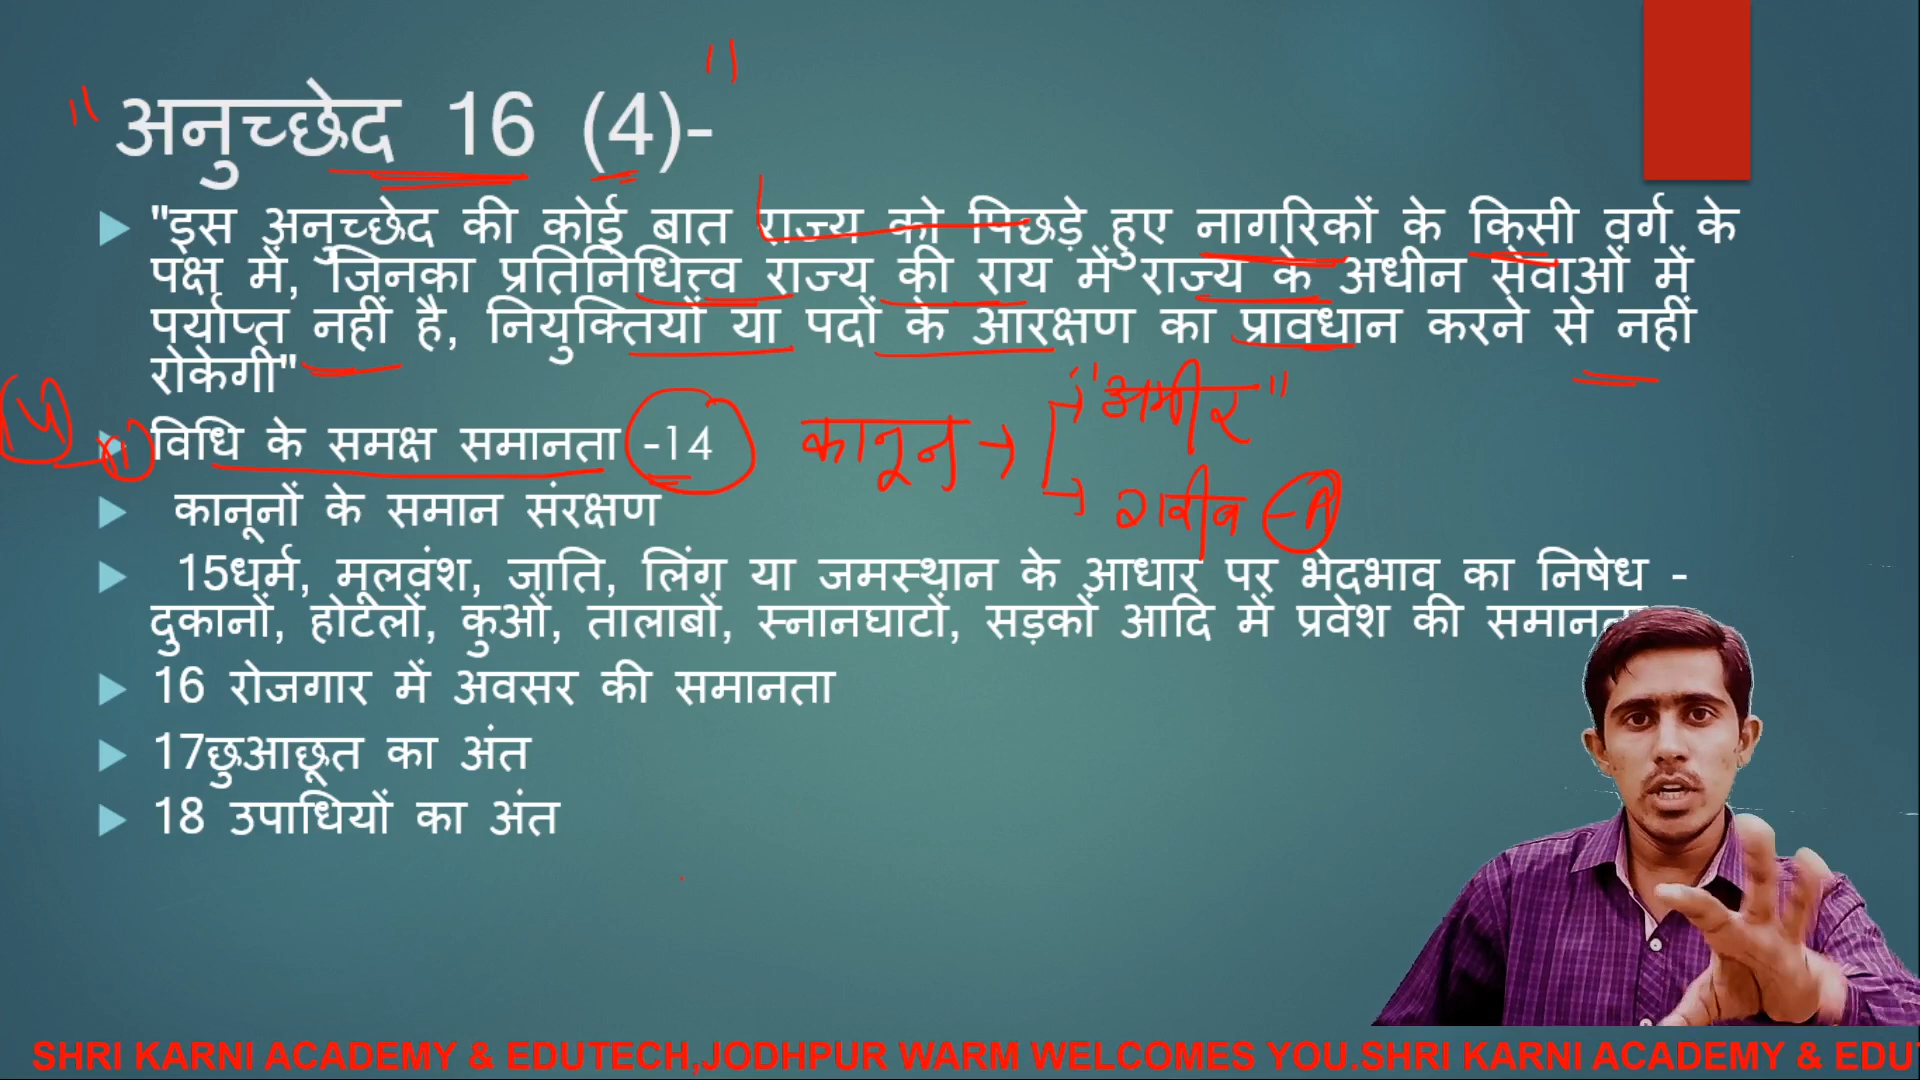 "अनुच्छेद 16 (4)-"
"इस अनुच्छेद की कोई बात राज्य को पिछड़े हुए नागरिकों के किसी वर्ग के
पक्ष में, जिनका प्रतिनिधित्त्व राज्य की राय में राज्य के अधीन सेवाओं में
पर्याप्त नहीं है, नियुक्तियों या पदों के आरक्षण का प्रावधान करने से नहीं
रोकेगी"
"अमीर"
विधि के समक्ष समानता -14 कानून →
गरीब
कानूनों के समान संरक्षण
15धर्म, मूलवंश, जाति, लिंग या जमस्थान के आधार पर भेदभाव का निषेध -
दुकानों, होटलों, कुओं, तालाबों, स्नानघाटों, सड़कों आदि में प्रवेश की
16 रोजगार में अवसर की समानता
17छुआछूत का अंत
18 उपाधियों का अंत
SHRI KARNI ACADEMY & EDUTECH,JODHPUR WARM WELCOMES YOU.SHRI KARNI ACADEMY & EDU